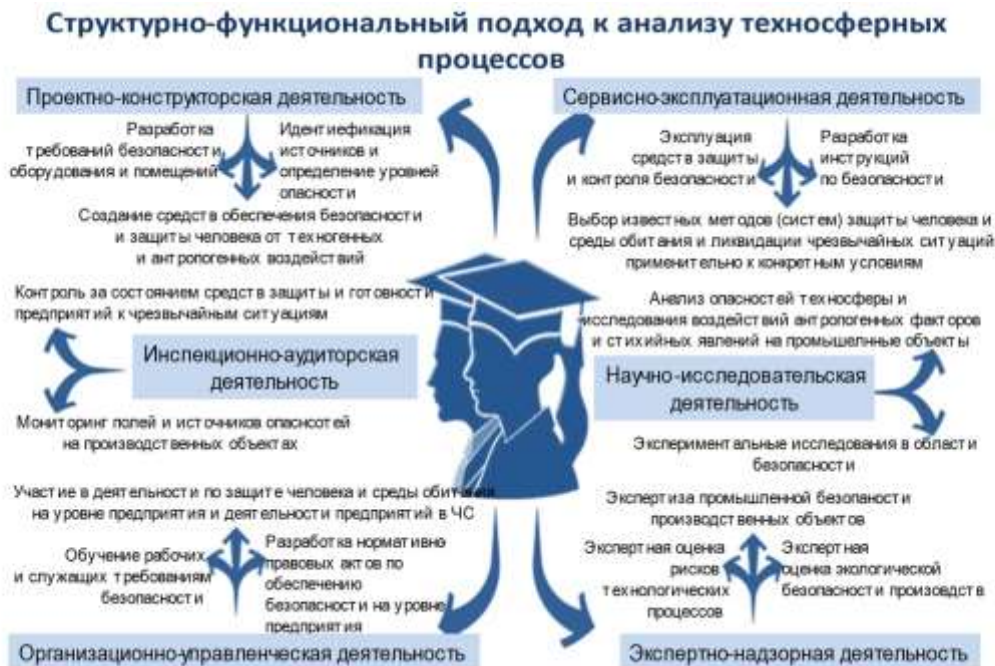 Структурно-функциональный подход к анализу техносферных
процессов
Проектно-конструкторская деятельность
Разработка
требований безопасности
оборудования и помещений
Идентиефикация
источников и
определение уровней
опасности
Создание средств обеспечения безопасности
и защиты человека от техногенных
и антропогенных воздействий
Сервисно-эксплуатационная деятельность
Эксплуация
средств защиты
и контроля безопасности
Разработка
инструкций
по безопасности
Выбор известных методов (систем) защиты человека и
среды обитания и ликвидации чрезвычайных ситуаций
применительно к конкретным условиям
Контроль за состоянием средств защиты и готовности
предприятий к чрезвычайным ситуациям
Инспекционно-аудиторская
деятельность
Мониторинг полей и источников опаснсотей
на производственных объектах
Анализ опасностей техносферы и
исследования воздействий антропогенных факторов
и стихийных явлений на промышелнные объекты
Научно-исследовательская
деятельность
Экспериментальные исследования в области
безопасности
Участие в деятельности по защите человека и среды обитания
на уровне предприятия и деятельности предприятий в ЧС
Обучение рабочих
и служащих требованиям
безопасности
Разработка нормативно
правовых актов по
обеспечению
безопасности на уровне
предприятия
Организационно-управленческая деятельность
Экспертиза промышленной безопаности
производственных объектов
Экспертная оценка
рисков
технологических
процессов
Экспертная
оценка экологической
безопасности произовдств
Экспертно-надзорная деятельность